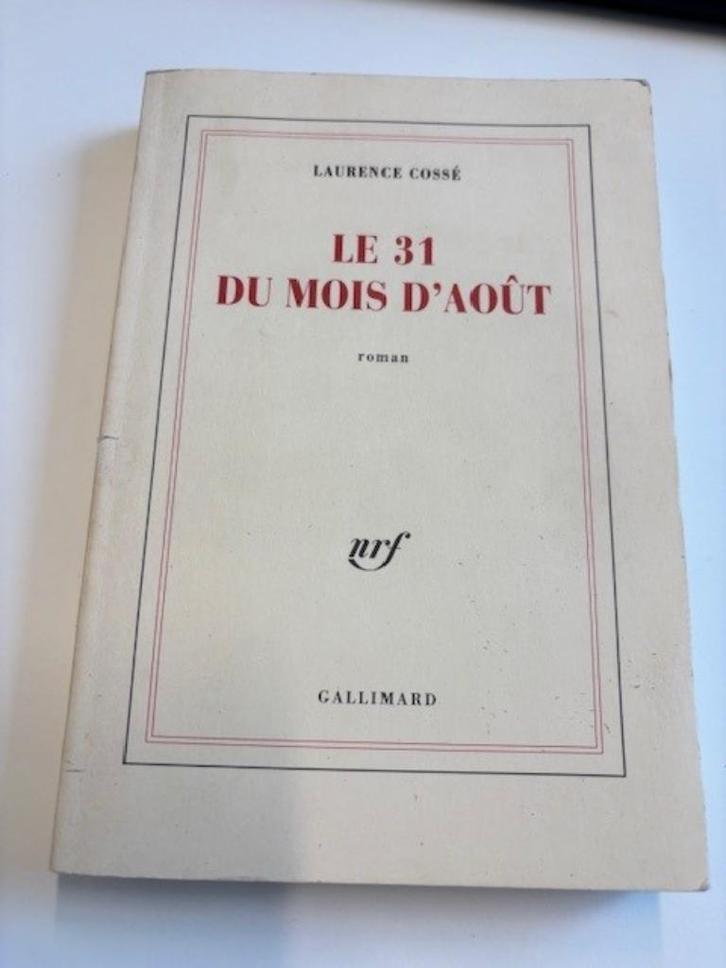 LAURENCE COSSÉ
LE 31
DU MOIS D'AOÛT
roman
nrf
GALLIMARD